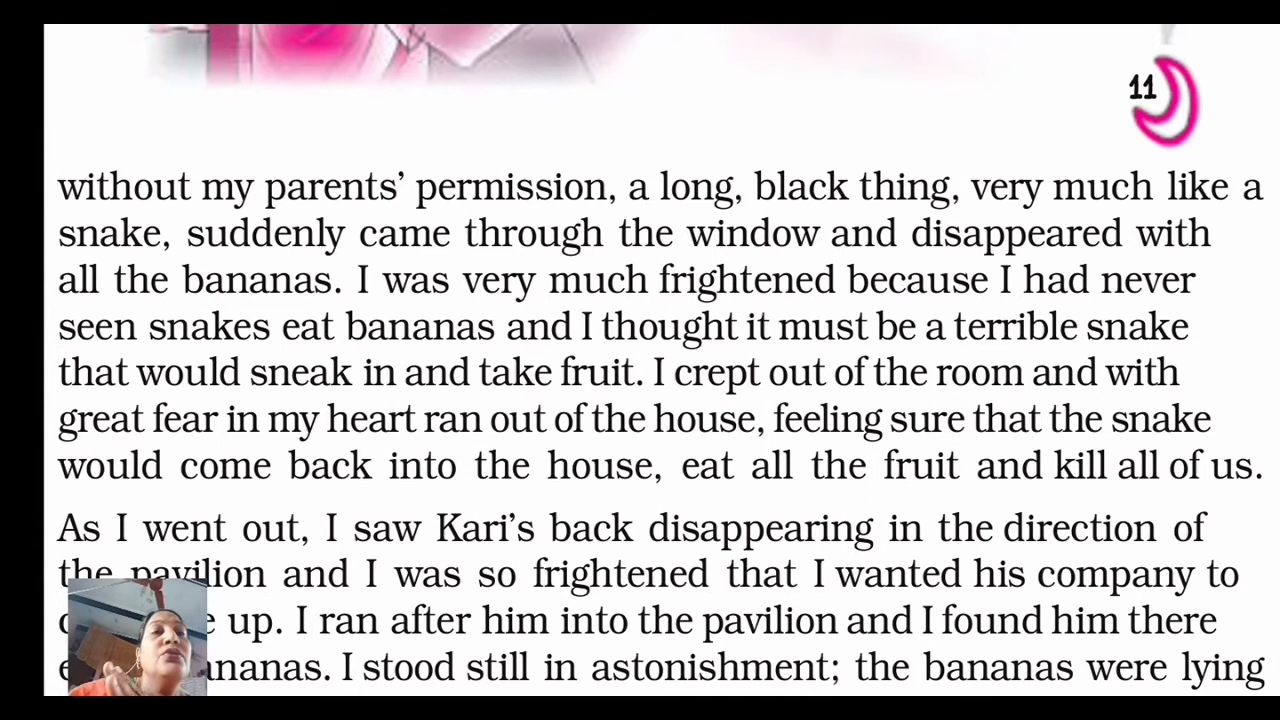 11
without my parents' permission, a long, black thing, very much like a
snake, suddenly came through the window and disappeared with
all the bananas. I was very much frightened because I had never
seen snakes eat bananas and I thought it must be a terrible snake
that would sneak in and take fruit. I crept out of the room and with
great fear in my heart ran out of the house, feeling sure that the snake
would come back into the house, eat all the fruit and kill all of us.
As I went out, I saw Kari's back disappearing in the direction of
the pavilion and I was so frightened that I wanted his company to
up. I ran after him into the pavilion and I found him there
bananas. I stood still in astonishment; the bananas were lying